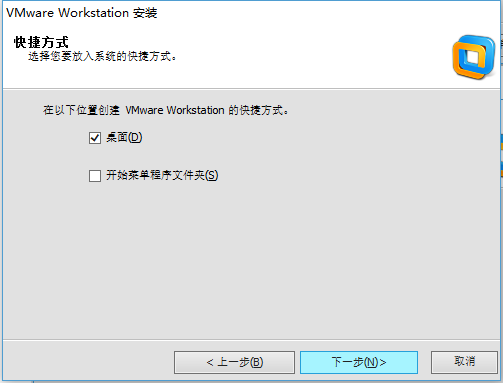 VMware Workstation 安装
快捷方式
选择您要放入系统的快捷方式。
在以下位置创建 VMware Workstation 的快捷方式。
桌面(D)
开始菜单程序文件夹(S)
< 上一步(B)
下一步(N)>
取消